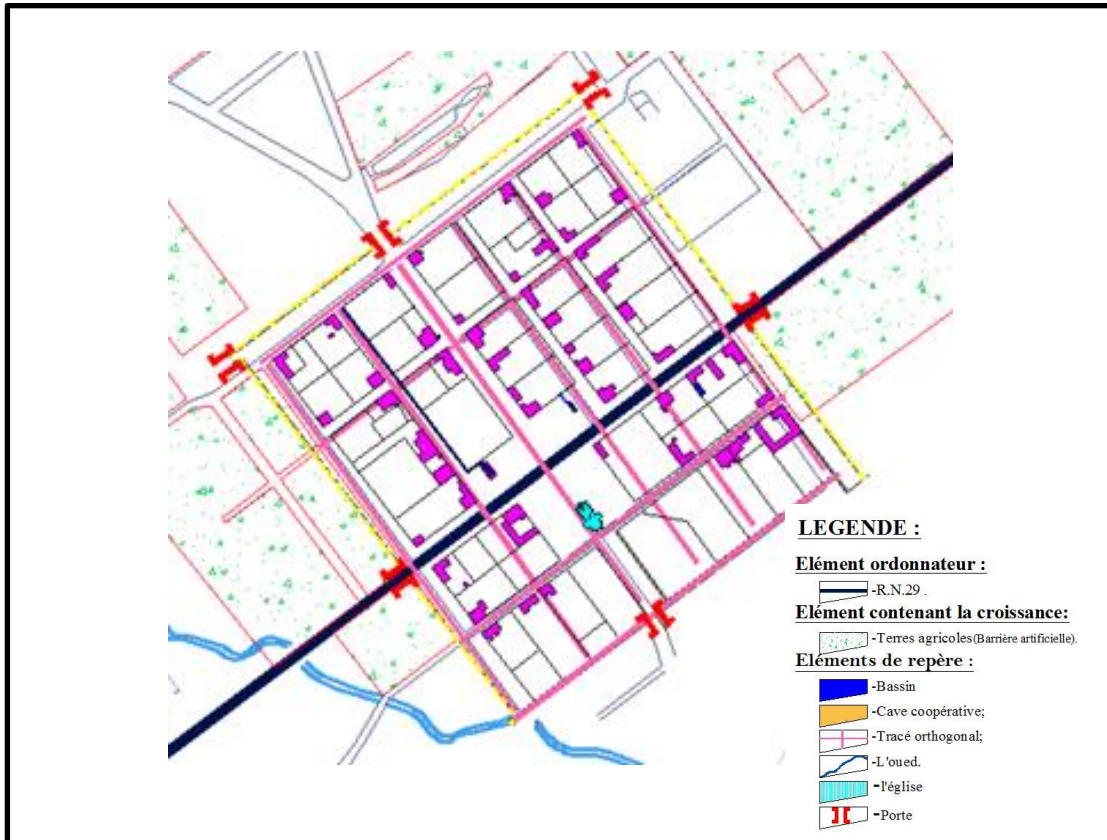 LEGENDE :
Elément ordonnateur :
-R.N.29 .
Elément contenant la croissance:
-Terres agricoles(Barrière artificielle).
Eléments de repère :
-Bassin
-Cave coopérative;
-Tracé orthogonal;
-L'oued.
-l'église
-Porte